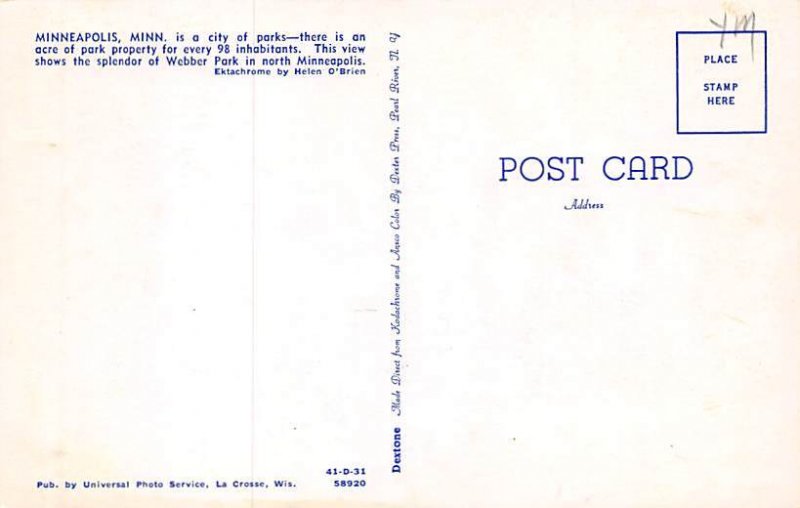 MINNEAPOLIS, MINN. is a city of parks—there is an
acre of park property for every 98 inhabitants. This view
shows the splendor of Webber Park in north Minneapolis.
Ektachrome by Helen O'Brien
41-D-31
Pub. by Universal Photo Service, La Crosse, Wis. 58920
Dextone Made Direct from Kodachrome and Ansco Color By Dexter Press, Pearl River, N. Y.
YM
PLACE
STAMP
HERE
POST CARD
Address